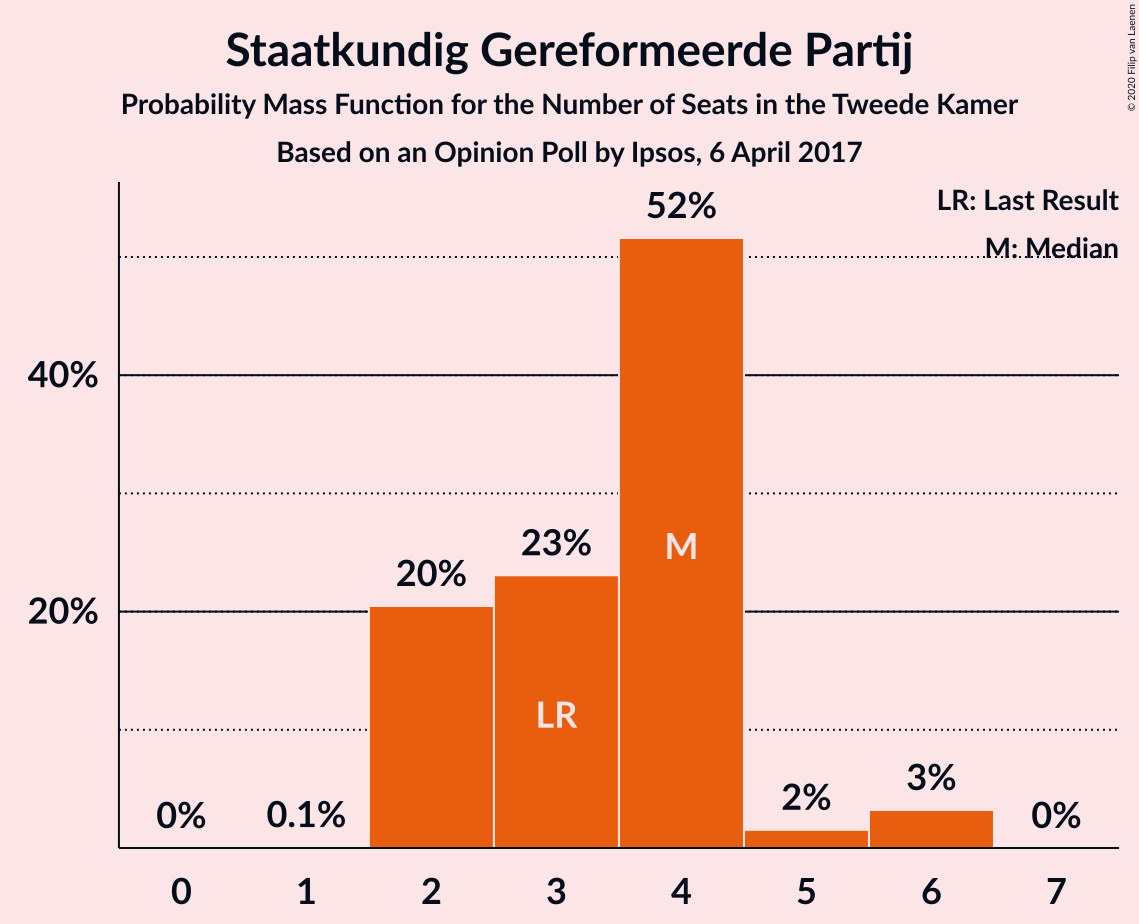 Staatkundig Gereformeerde Partij
Probability Mass Function for the Number of Seats in the Tweede Kamer
Based on an Opinion Poll by Ipsos, 6 April 2017
© 2020 Filip van Laenen
LR: Last Result
M: Median
52%
40%
M
23%
20%
20%
LR
3%
2%
0%
0.1%
0%
0 1 2 3 4 5 6 7